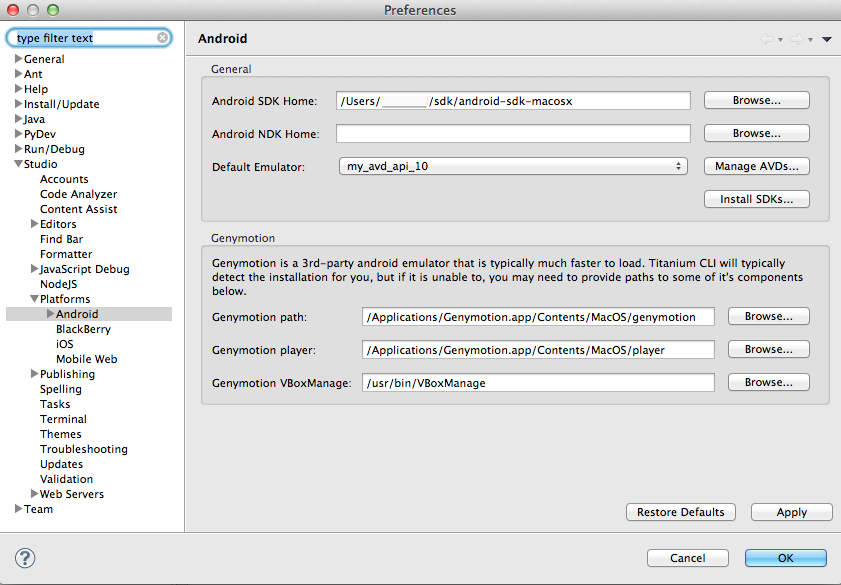 Preferences
type filter text
General
Ant
Help
Install/Update
Java
PyDev
Run/Debug
Studio
Accounts
Code Analyzer
Content Assist
Editors
Find Bar
Formatter
JavaScript Debug
NodeJS
Platforms
Android
BlackBerry
iOS
Mobile Web
Publishing
Spelling
Tasks
Terminal
Themes
Troubleshooting
Updates
Validation
Web Servers
Team
Android
General
Android SDK Home: /Users/_______/sdk/android-sdk-macosx Browse...
Android NDK Home: Browse...
Default Emulator: my_avd_api_10 Manage AVDs...
Install SDKs...
Genymotion
Genymotion is a 3rd-party android emulator that is typically much faster to load. Titanium CLI will typically
detect the installation for you, but if it is unable to, you may need to provide paths to some of it's components
below.
Genymotion path: /Applications/Genymotion.app/Contents/MacOS/genymotion Browse...
Genymotion player: /Applications/Genymotion.app/Contents/MacOS/player Browse...
Genymotion VBoxManage: /usr/bin/VBoxManage Browse...
Restore Defaults Apply
? Cancel OK